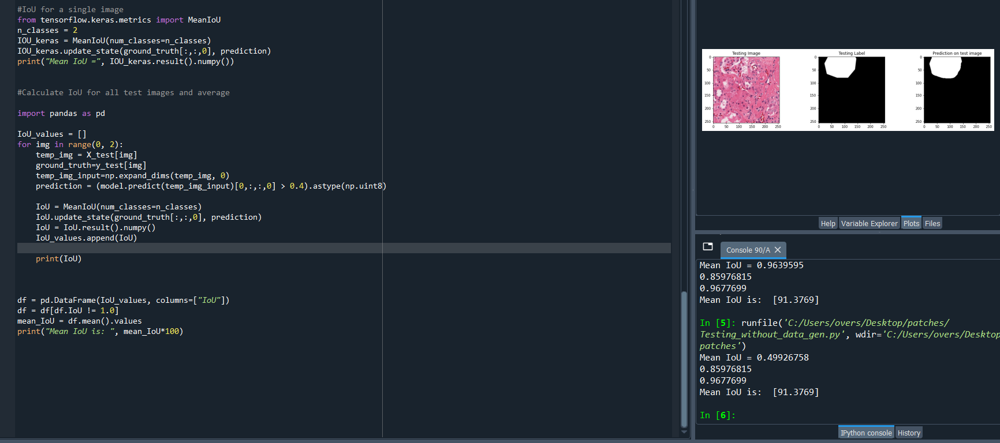 #IoU for a single image
from tensorflow.keras.metrics import MeanIoU
n_classes = 2
IOU_keras = MeanIoU(num_classes=n_classes)
IOU_keras.update_state(ground_truth[:,:,0], prediction)
print("Mean IoU =", IOU_keras.result().numpy())
#Calculate IoU for all test images and average
import pandas as pd
IoU_values = []
for img in range(0, 2):
    temp_img = X_test[img]
    ground_truth=y_test[img]
    temp_img_input=np.expand_dims(temp_img, 0)
    prediction = (model.predict(temp_img_input)[0,:,:,0] > 0.4).astype(np.uint8)
    IoU = MeanIoU(num_classes=n_classes)
    IoU.update_state(ground_truth[:,:,0], prediction)
    IoU = IoU.result().numpy()
    IoU_values.append(IoU)
    print(IoU)
df = pd.DataFrame(IoU_values, columns=["IoU"])
df = df[df.IoU != 1.0]
mean_IoU = df.mean().values
print("Mean IoU is: ", mean_IoU*100)
Testing Image
0
50
100
150
200
250
0 50 100 150 200 250
Testing Label
0
50
100
150
200
250
0 50 100 150 200 250
Prediction on test image
0
50
100
150
200
250
0 50 100 150 200 250
Help Variable Explorer Plots Files
Console 90/A
Mean IoU = 0.9639595
0.85976815
0.9677699
Mean IoU is:  [91.3769]
In [5]: runfile('C:/Users/overs/Desktop/patches/
Testing_without_data_gen.py', wdir='C:/Users/overs/Desktop
patches')
Mean IoU = 0.49926758
0.85976815
0.9677699
Mean IoU is:  [91.3769]
In [6]:
IPython console History